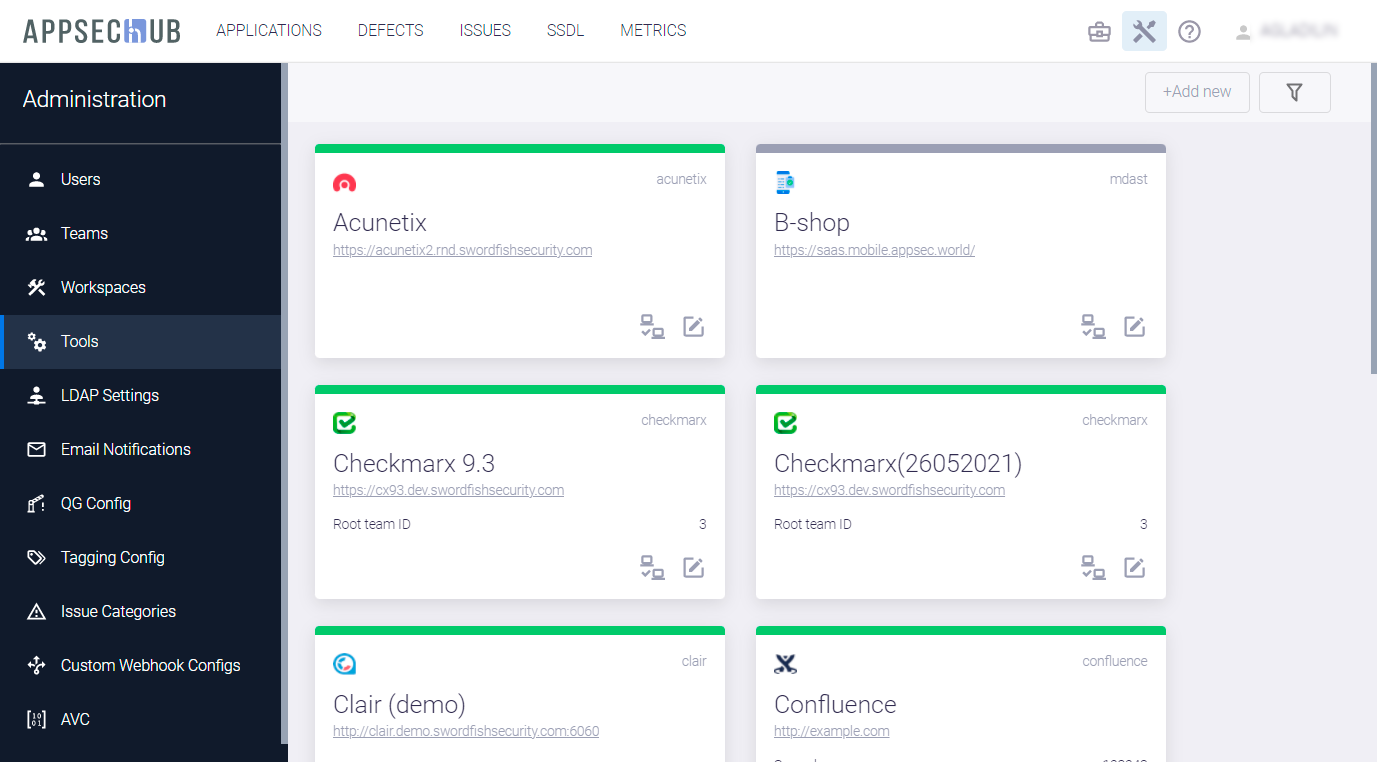 APPSECHUB
APPLICATIONS
DEFECTS
ISSUES
SSDL
METRICS
Administration
+Add new
Users
Teams
Workspaces
Tools
LDAP Settings
Email Notifications
QG Config
Tagging Config
Issue Categories
Custom Webhook Configs
AVC
acunetix
Acunetix
https://acunetix2.rnd.swordfishsecurity.com
mdast
B-shop
https://saas.mobile.appsec.world/
checkmarx
Checkmarx 9.3
https://cx93.dev.swordfishsecurity.com
Root team ID 3
checkmarx
Checkmarx(26052021)
https://cx93.dev.swordfishsecurity.com
Root team ID 3
clair
Clair (demo)
http://clair.demo.swordfishsecurity.com:6060
confluence
Confluence
http://example.com